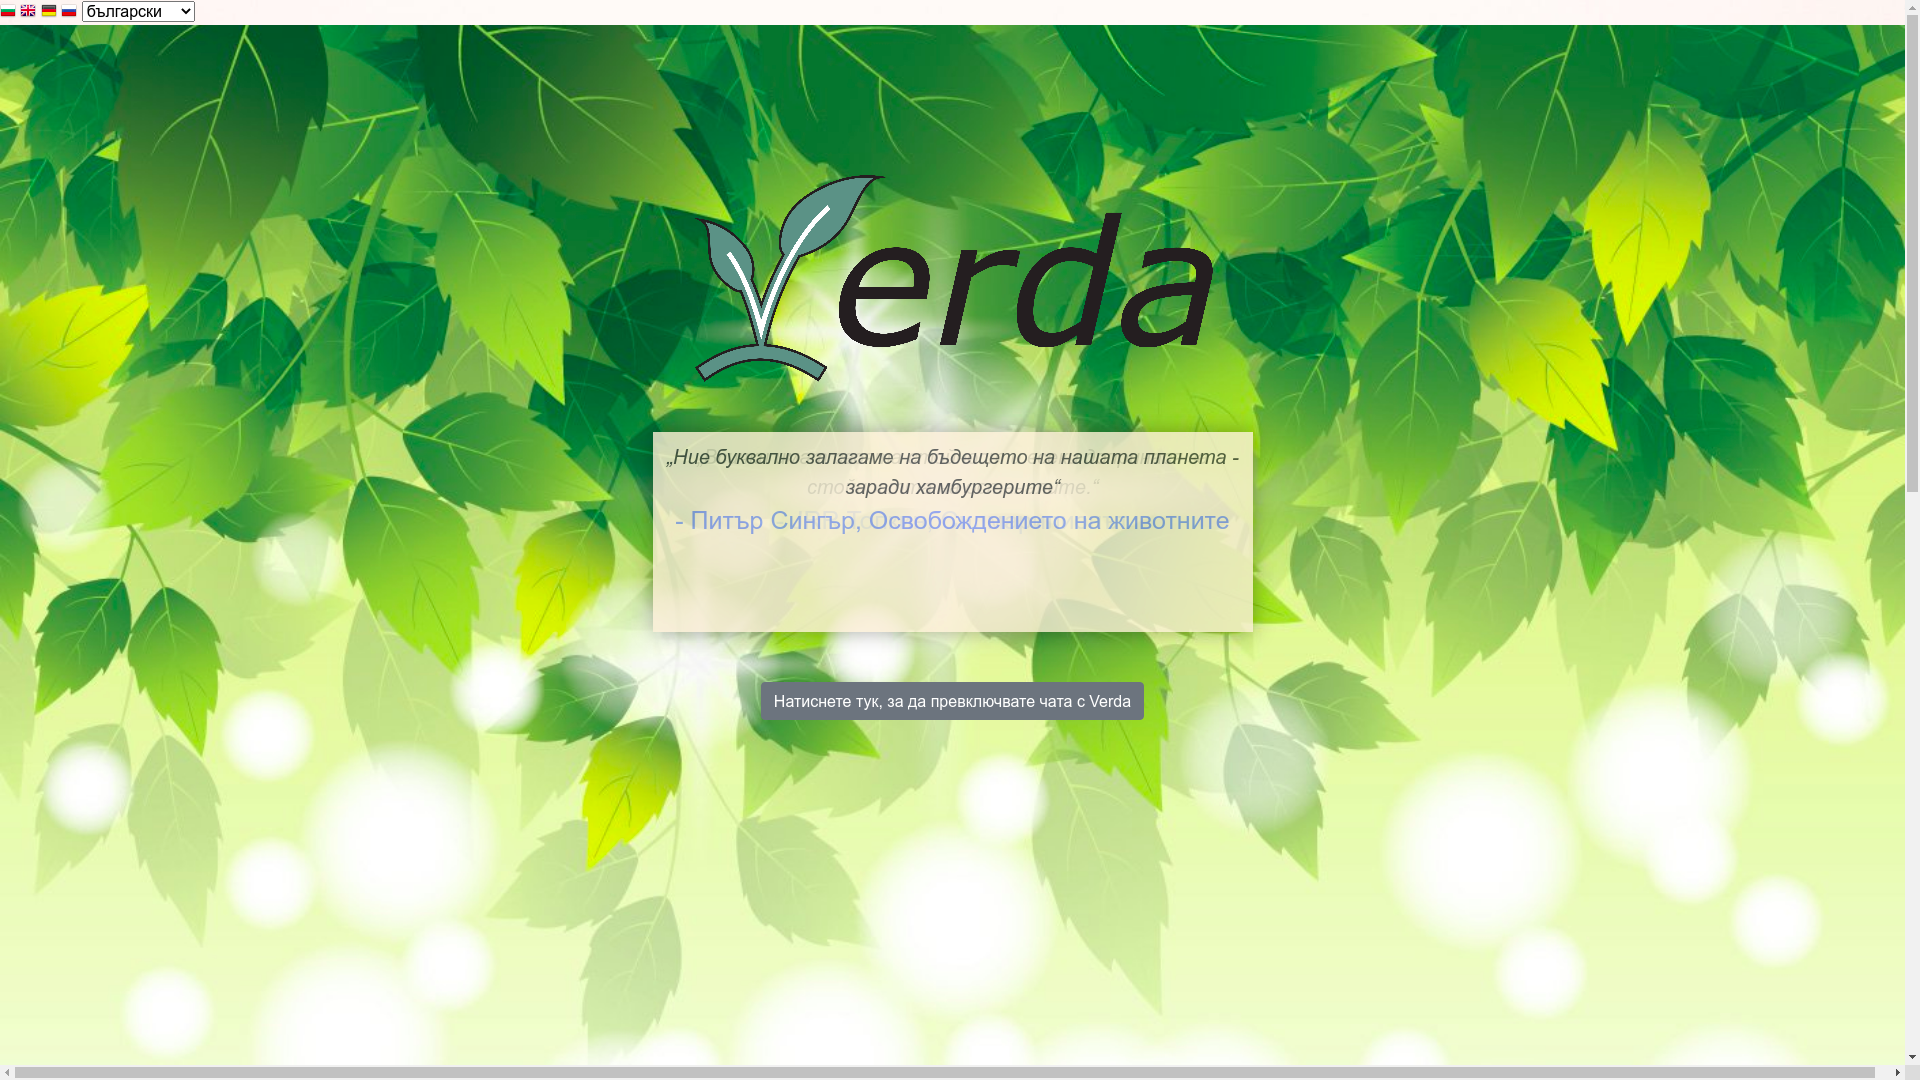 български
Verda
„Ние буквално залагаме на бъдещето на нашата планета -
заради хамбургерите“
- Питър Сингър, Освобождението на животните
Натиснете тук, за да превключвате чата с Verda